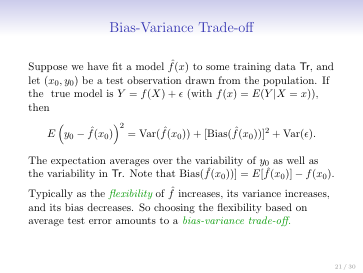 Bias-Variance Trade-off
Suppose we have fit a model f̂(x) to some training data Tr, and
let (x₀, y₀) be a test observation drawn from the population. If
the true model is Y = f(X) + ϵ (with f(x) = E(Y|X = x)),
then
E (y₀ − f̂(x₀))² = Var(f̂(x₀)) + [Bias(f̂(x₀))]² + Var(ϵ).
The expectation averages over the variability of y₀ as well as
the variability in Tr. Note that Bias(f̂(x₀))] = E[f̂(x₀)] − f(x₀).
Typically as the flexibility of f̂ increases, its variance increases,
and its bias decreases. So choosing the flexibility based on
average test error amounts to a bias-variance trade-off.
21 / 30